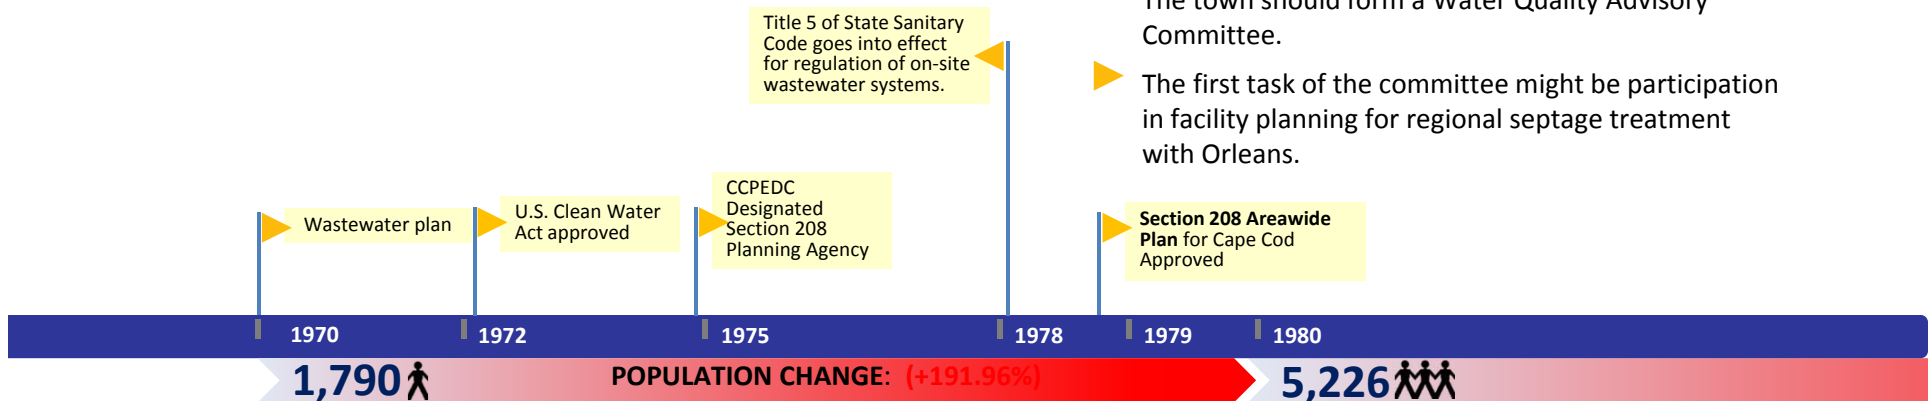 The town should form a Water Quality Advisory
Committee.
The first task of the committee might be participation
in facility planning for regional septage treatment
with Orleans.
Title 5 of State Sanitary
Code goes into effect
for regulation of on-site
wastewater systems.
Wastewater plan
U.S. Clean Water
Act approved
CCPEDC
Designated
Section 208
Planning Agency
Section 208 Areawide
Plan for Cape Cod
Approved
1970
1972
1975
1978
1979
1980
1,790
POPULATION CHANGE: (+191.96%)
5,226